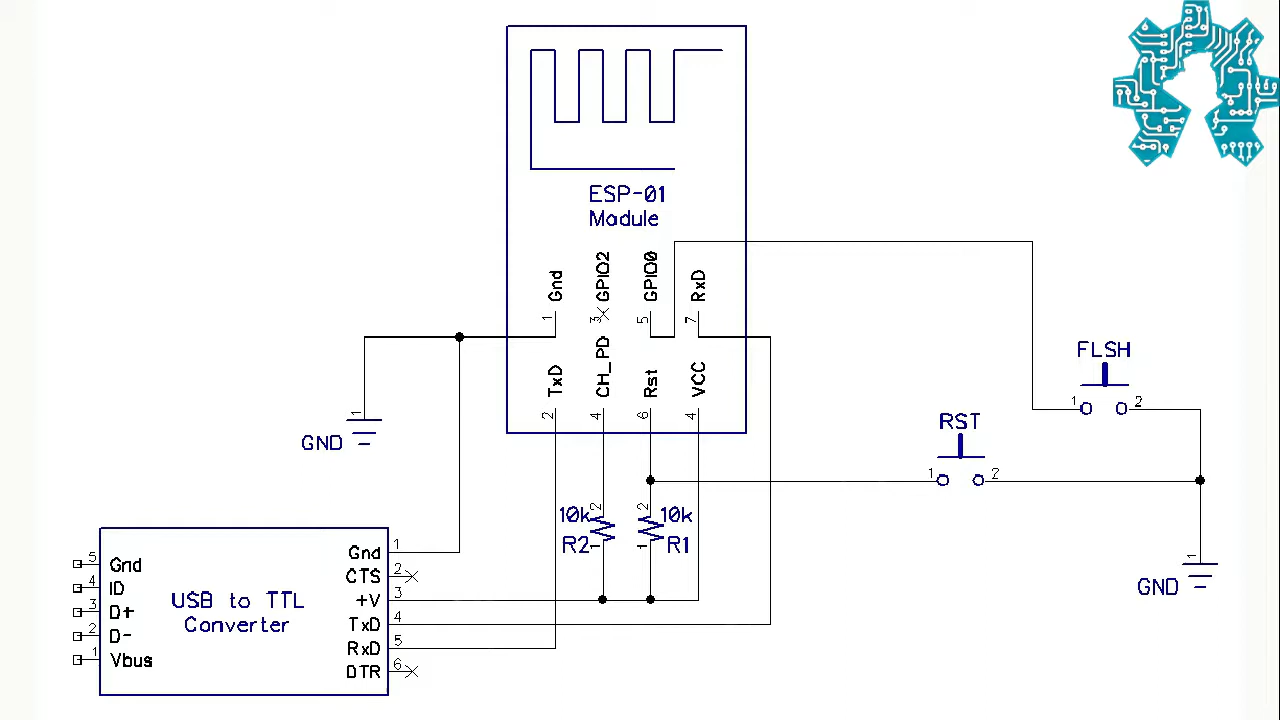 ESP-01
Module
Gnd
GPIO2
GPIO0
RxD
1
3
5
7
TxD
CH_PD
Rst
VCC
2
4
6
4
1
GND
FLSH
1
2
RST
1
2
10k
2
R2
1
10k
2
R1
1
1
GND
5
Gnd
4
ID
3
D+
2
D-
1
Vbus
USB to TTL
Converter
Gnd
1
CTS
2
+V
3
TxD
4
RxD
5
DTR
6